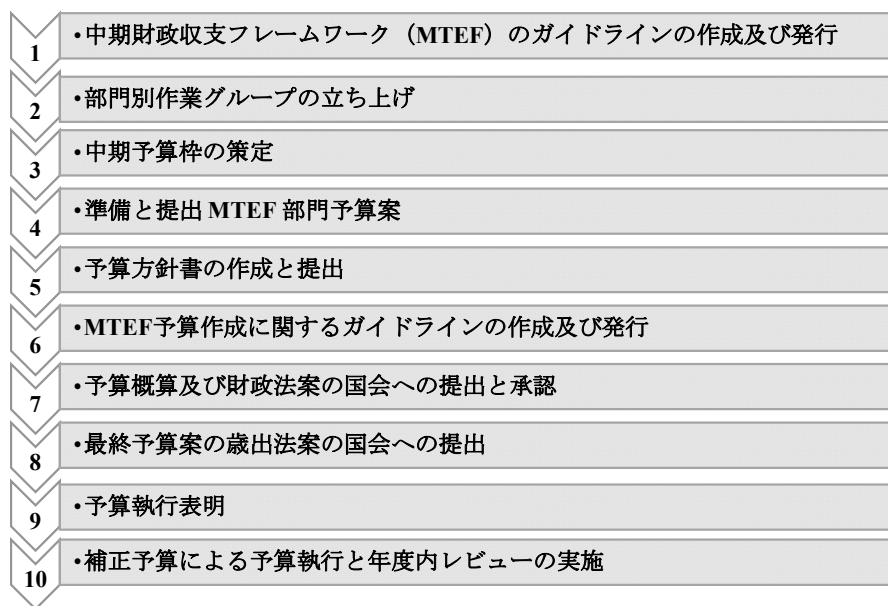 1
•中期財政収支フレームワーク（MTEF）のガイドラインの作成及び発行
2
•部門別作業グループの立ち上げ
3
•中期予算枠の策定
4
•準備と提出 MTEF 部門予算案
5
•予算方針書の作成と提出
6
•MTEF予算作成に関するガイドラインの作成及び発行
7
•予算概算及び財政法案の国会への提出と承認
8
•最終予算案の歳出法案の国会への提出
9
•予算執行表明
10
•補正予算による予算執行と年度内レビューの実施